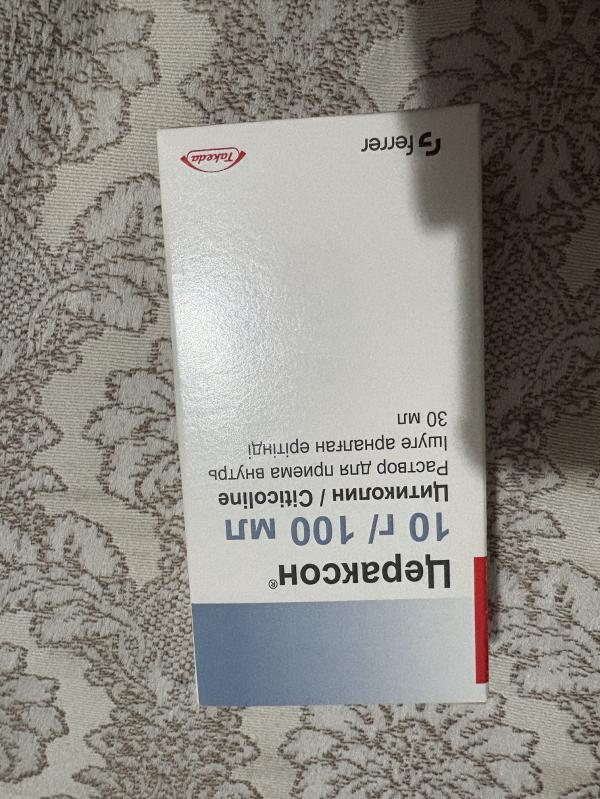 Цераксон®
10 г/ 100 мл
Цитиколин / Citicoline
Раствор для приема внутрь
Ішуге арналған ерітінді
30 мл
ferrer
Takeda